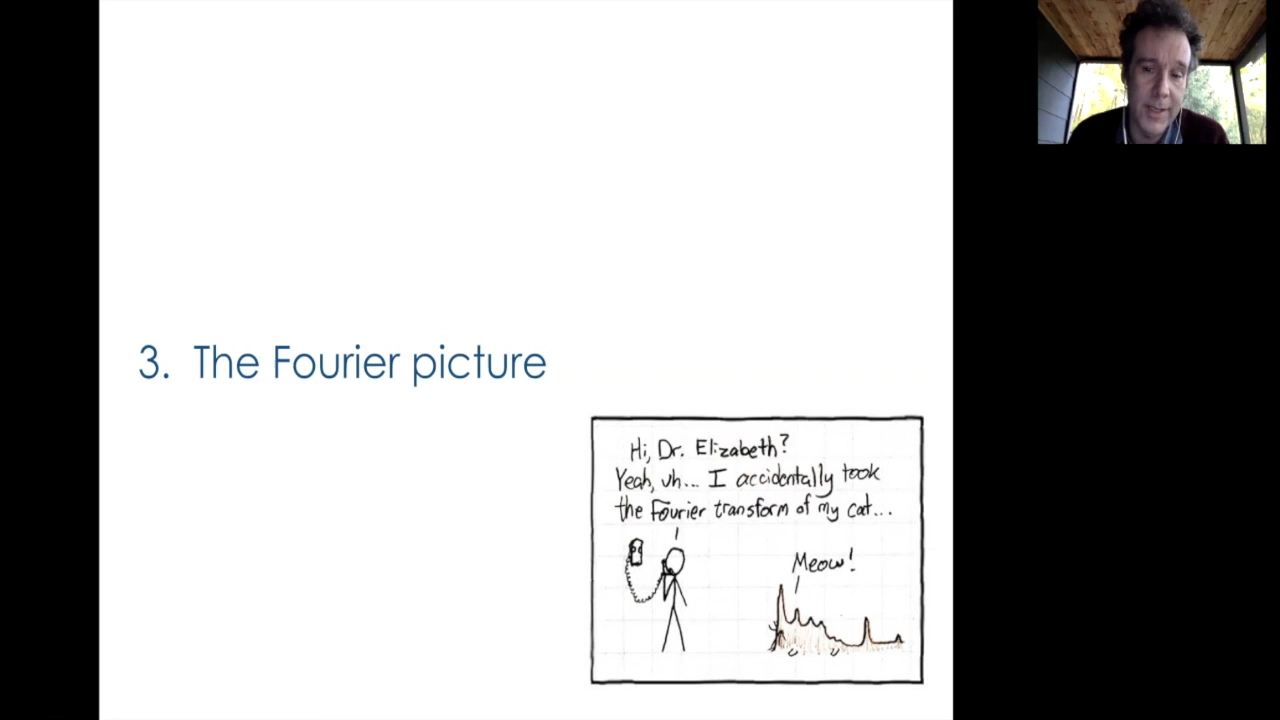 3. The Fourier picture
Hi, Dr. Elizabeth?
Yeah, uh... I accidentally took
the Fourier transform of my cat...
Meow!